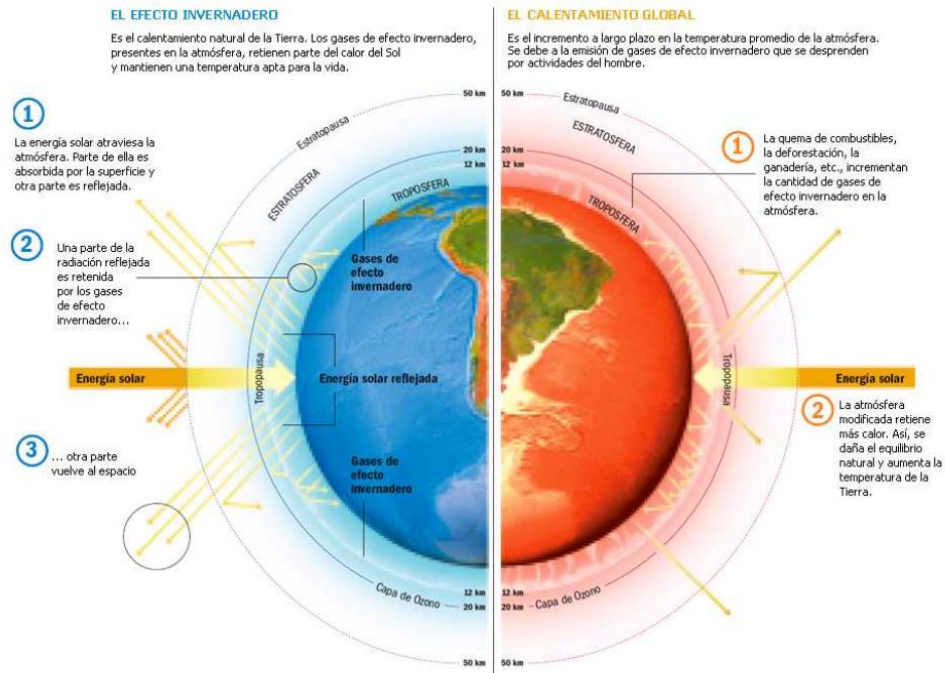 EL EFECTO INVERNADERO
Es el calentamiento natural de la Tierra. Los gases de efecto invernadero,
presentes en la atmósfera, retienen parte del calor del Sol
y mantienen una temperatura apta para la vida.
50 km
Estratopausa
1
La energía solar atraviesa la
atmósfera. Parte de ella es
absorbida por la superficie y
otra parte es reflejada.
20 km
12 km
ESTRATOSFERA
TROPOSFERA
2
Una parte de la
radiación reflejada
es retenida
por los gases
de efecto
invernadero...
Gases de
efecto
invernadero
Tropopausa
Energía solar
Energía solar reflejada
3
... otra parte
vuelve al espacio
Gases de
efecto
invernadero
Capa de Ozono
12 km
20 km
50 km
EL CALENTAMIENTO GLOBAL
Es el incremento a largo plazo en la temperatura promedio de la atmósfera.
Se debe a la emisión de gases de efecto invernadero que se desprenden
por actividades del hombre.
50 km
Estratopausa
ESTRATOSFERA
20 km
12 km
TROPOSFERA
1
La quema de combustibles,
la deforestación, la
ganadería, etc., incrementan
la cantidad de gases de
efecto invernadero en la
atmósfera.
Tropopausa
Energía solar
2
La atmósfera
modificada retiene
más calor. Así, se
daña el equilibrio
natural y aumenta la
temperatura de la
Tierra.
12 km
20 km
Capa de Ozono
50 km